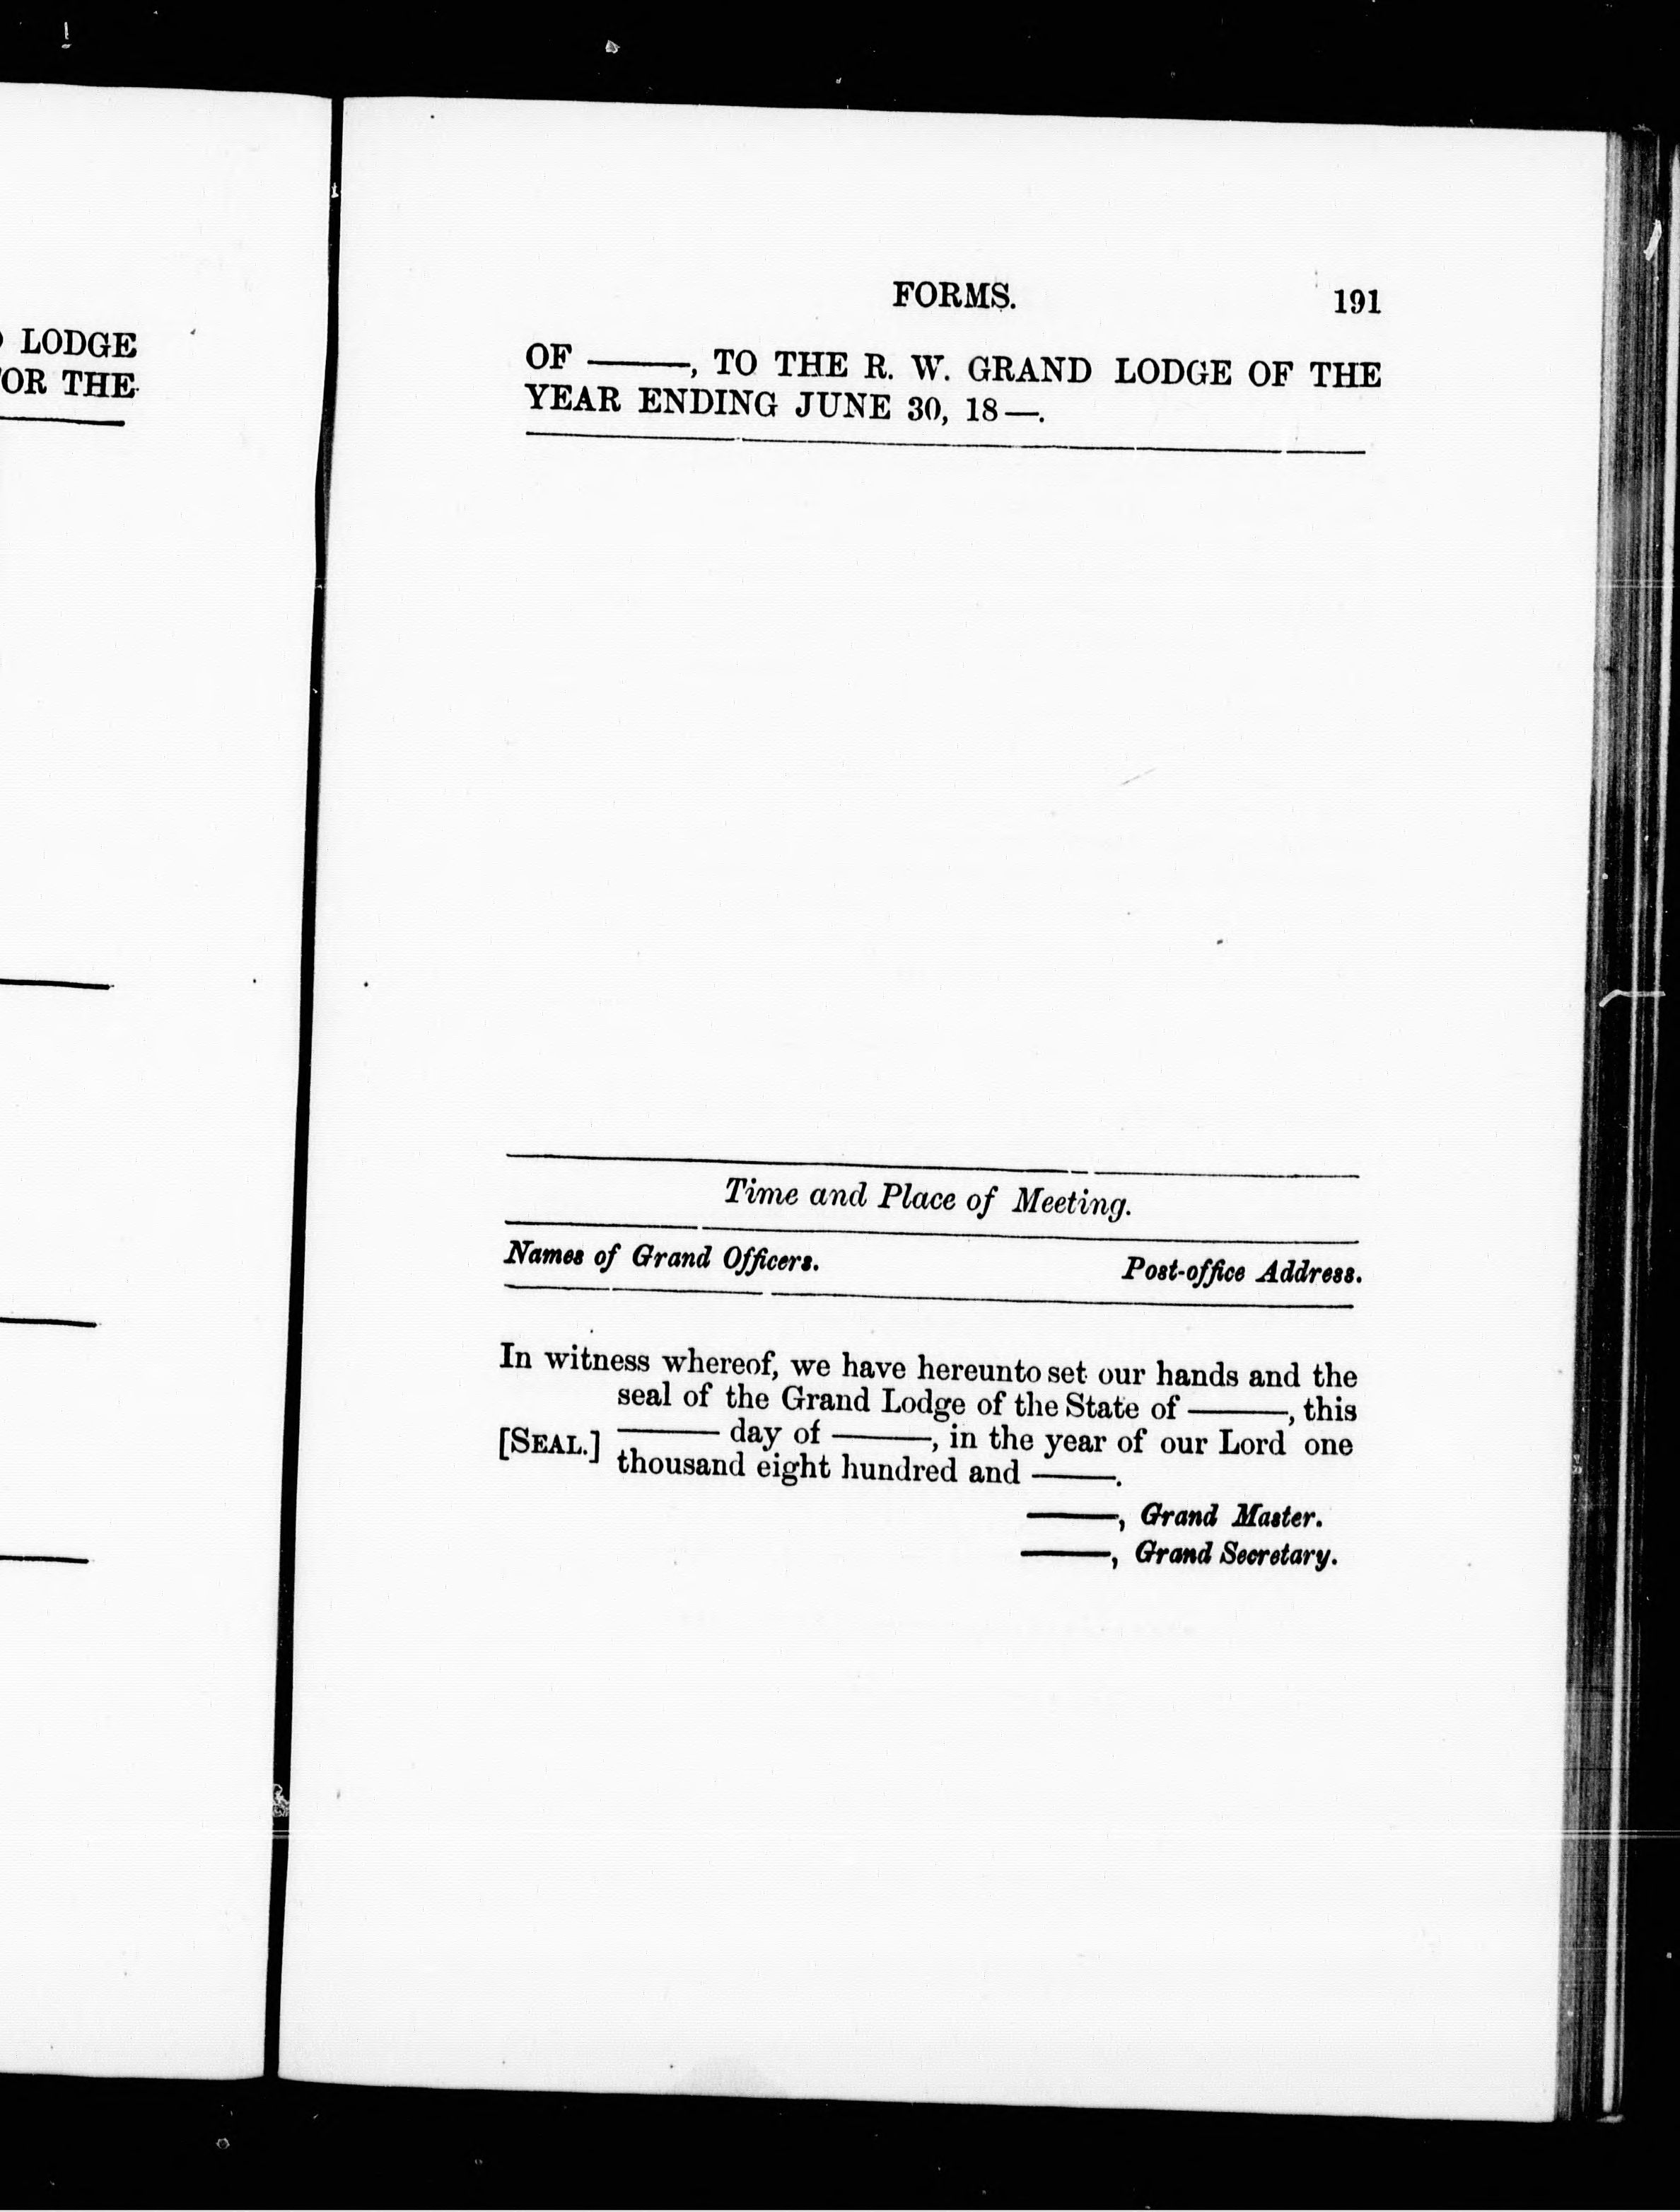 LODGE
OR THE
FORMS. 191
OF ———, TO THE R. W. GRAND LODGE OF THE
YEAR ENDING JUNE 30, 18—.
Time and Place of Meeting.
Names of Grand Officers. Post-office Address.
In witness whereof, we have hereunto set our hands and the
seal of the Grand Lodge of the State of ———, this
[SEAL.] ——— day of ———, in the year of our Lord one
thousand eight hundred and ———.
———, Grand Master.
———, Grand Secretary.